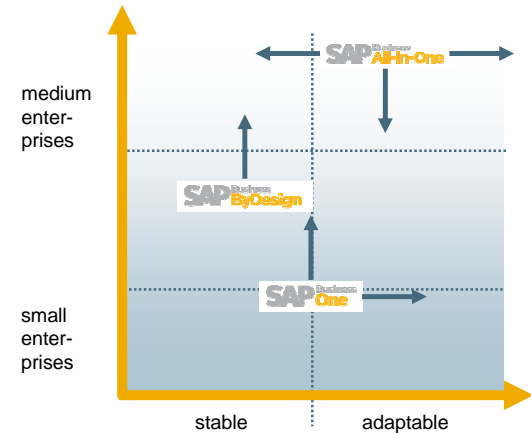 SAP Business All-in-One
medium
enter-
prises
SAP Business ByDesign
SAP Business One
small
enter-
prises
stable
adaptable